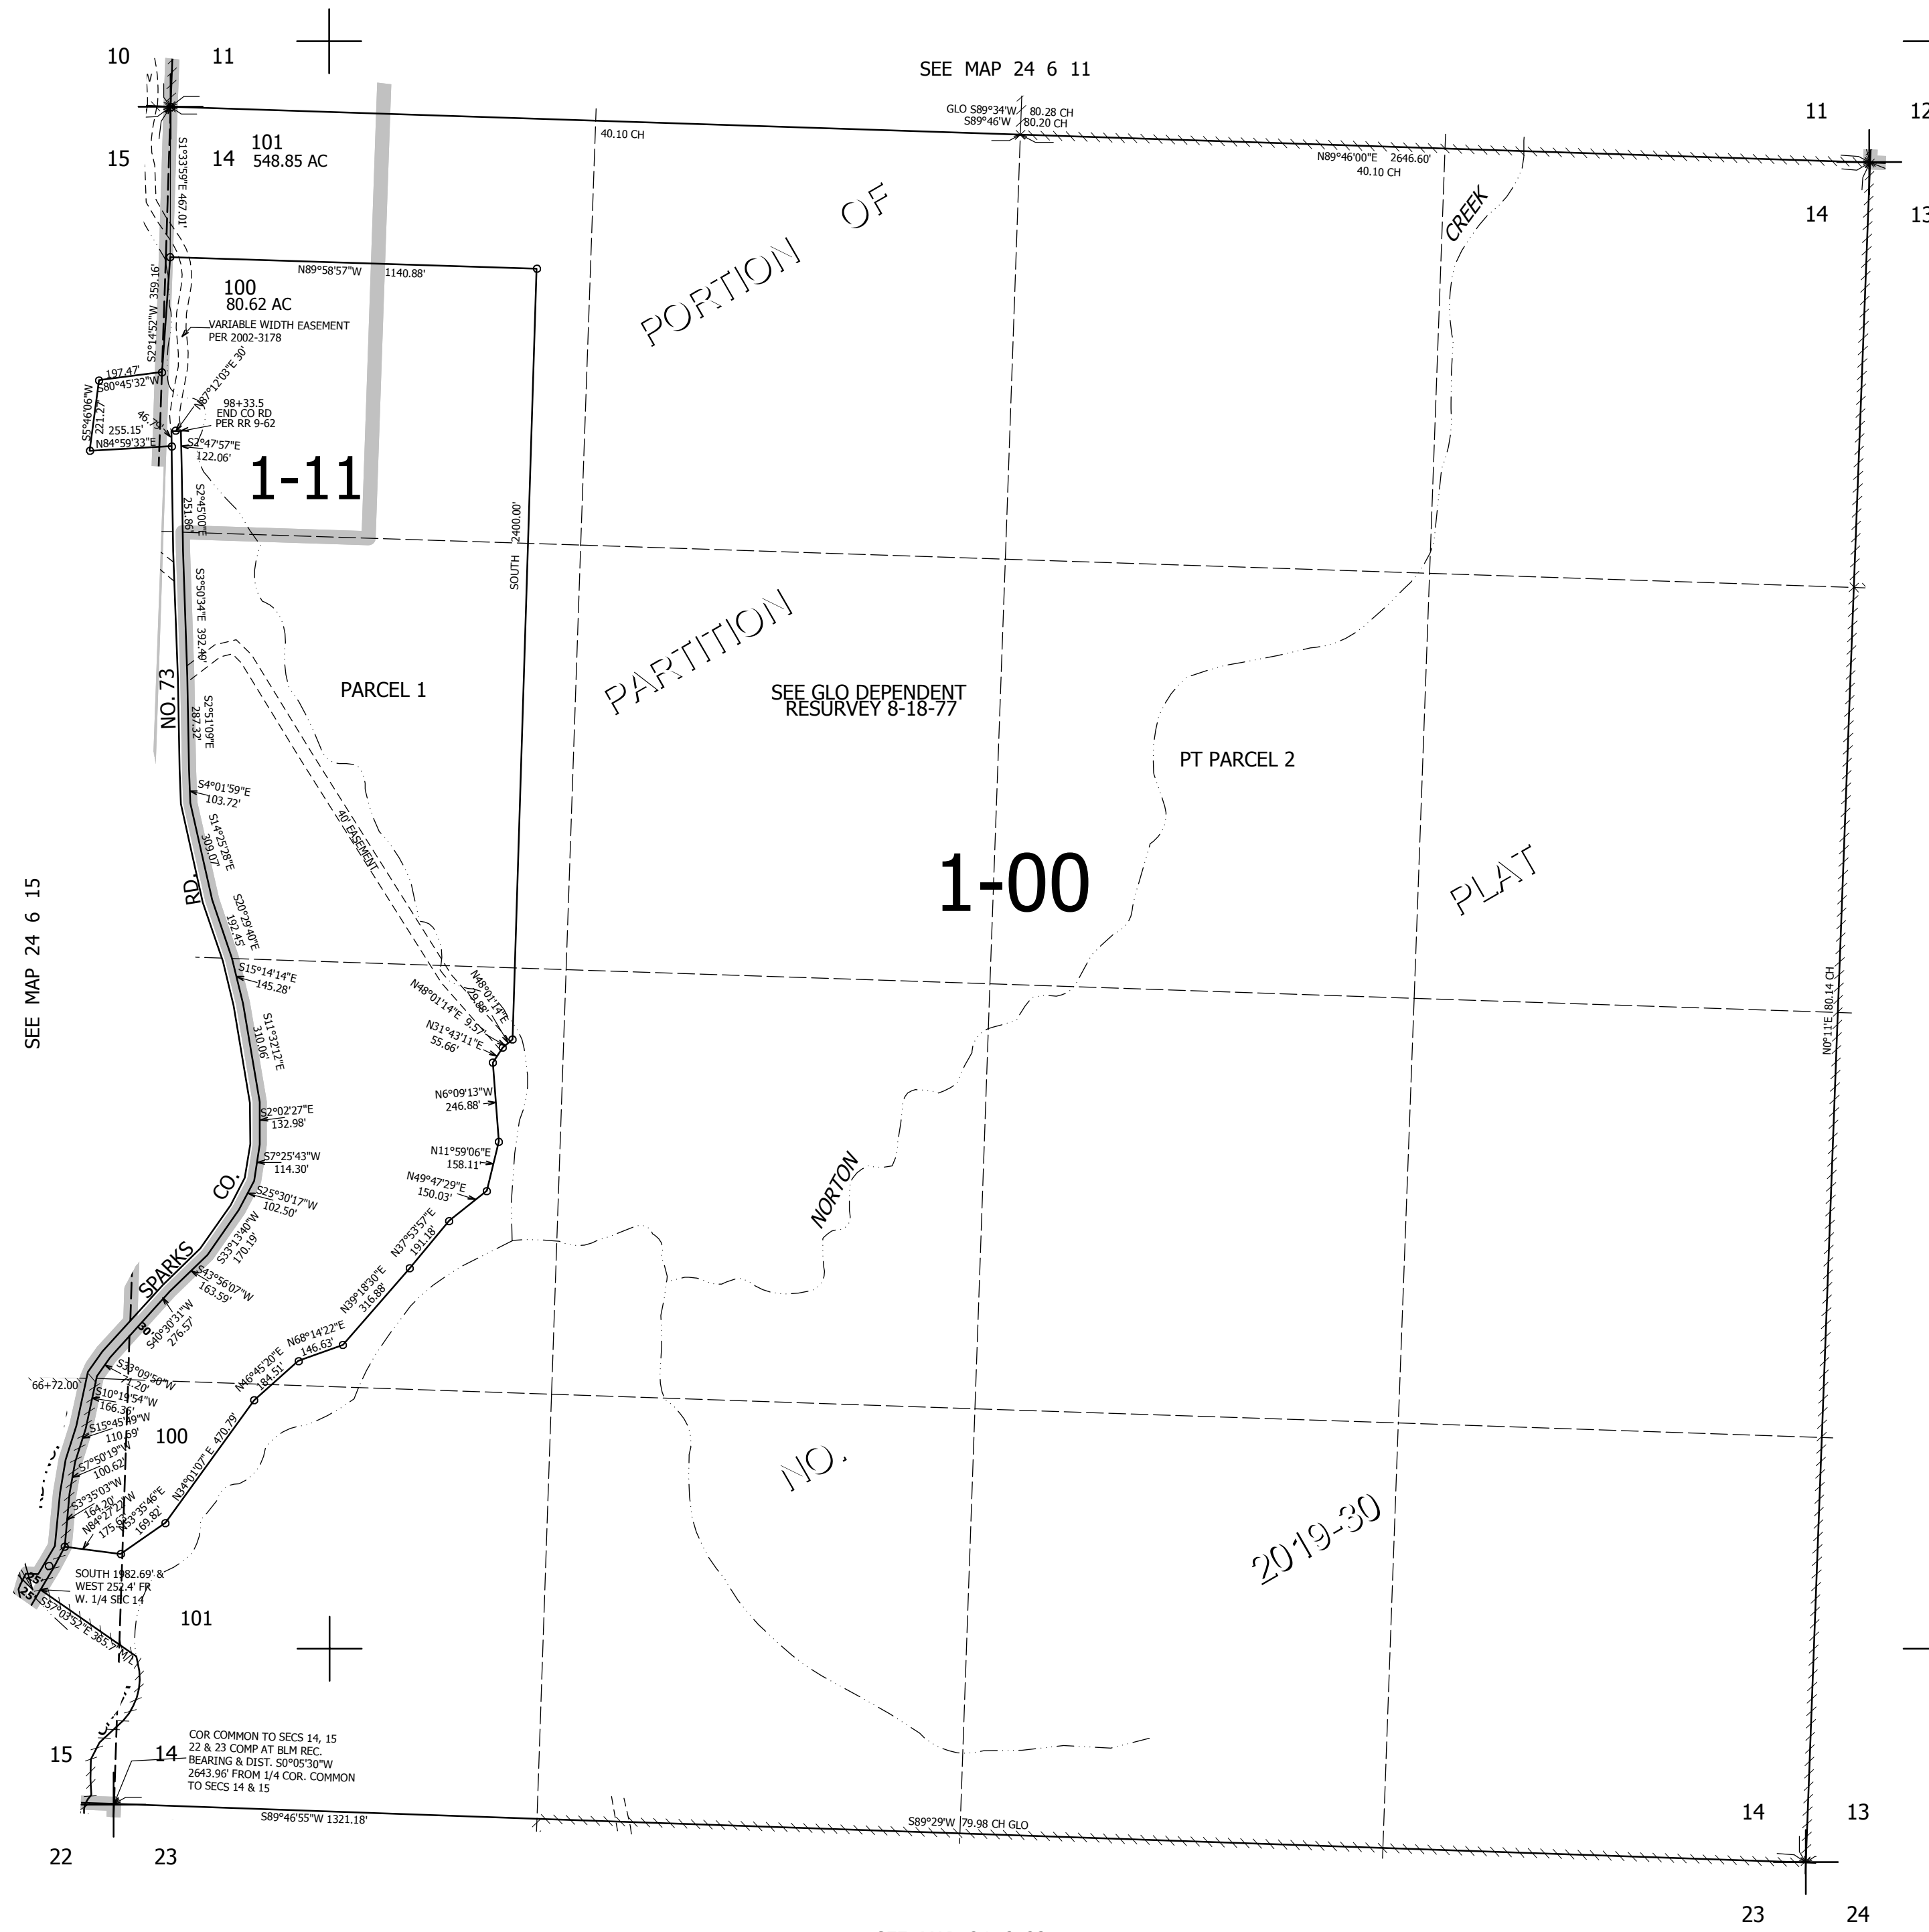 10
11
SEE MAP 24 6 11
GLO S89°34'W 80.28 CH
S89°46'W 80.20 CH
11
12
40.10 CH
15
14
101
548.85 AC
N89°46'00"E 2646.60'
40.10 CH
14
13
S1°33'59"E 467.01'
PORTION OF
CREEK
N89°58'57"W 1140.88'
100
80.62 AC
VARIABLE WIDTH EASEMENT
PER 2002-3178
S2°14'52"W 359.16'
197.47'
S80°45'32"W
N87°12'03"E 30'
98+33.5
END CO RD
PER RR 9-62
S5°46'06"W
221.27'
46.79'
255.15'
N84°59'33"E
S2°47'57"E
122.06'
1-11
S2°45'00"E
251.86'
SOUTH 2400.00'
S3°50'34"E 392.40'
PARTITION
NO. 73
PARCEL 1
SEE GLO DEPENDENT
RESURVEY 8-18-77
S2°51'09"E
287.32'
PT PARCEL 2
S4°01'59"E
103.72'
S14°25'28"E
309.07'
40' EASEMENT
1-00
PLAT
RD.
SEE MAP 24 6 15
S20°29'40"E
192.45'
S15°14'14"E
145.28'
N48°01'14"E
29.88'
N48°01'14"E 9.57'
N31°43'11"E
55.66'
N0°11'E 80.14 CH
S11°32'12"E
310.06'
N6°09'13"W
246.88'
S2°02'27"E
132.98'
N11°59'06"E
158.11'
S7°25'43"W
114.30'
N49°47'29"E
150.03'
NORTON
CO.
S25°30'17"W
102.50'
S33°13'40"W
170.19'
N37°53'57"E
191.18'
SPARKS
S43°56'07"W
163.59'
N39°18'30"E
316.88'
S40°30'31"W
276.57'
30'
N68°14'22"E
146.63'
S33°09'50"W
74.20'
N46°45'20"E
184.51'
66+72.00'
S10°19'54"W
166.36'
S15°45'49"W
110.59'
100
S7°50'19"W
100.62'
N34°01'07" E 470.79'
NO.
S3°35'03"W
164.20'
N84°27'22"W
175.63'
N53°35'46"E
169.82'
2019-30
SOUTH 1982.69' &
WEST 252.4' FR
W. 1/4 SEC 14
25'
25'
S57°03'52"E 365.7' M/L
101
COR COMMON TO SECS 14, 15
22 & 23 COMP AT BLM REC.
BEARING & DIST. S0°05'30"W
2643.96' FROM 1/4 COR. COMMON
TO SECS 14 & 15
15
14
S89°46'55"W 1321.18'
S89°29'W 79.98 CH GLO
14
13
22
23
23
24